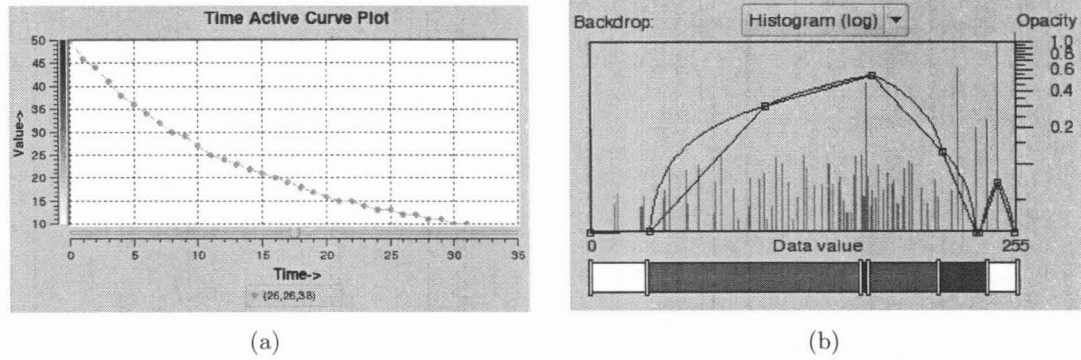 Time Active Curve Plot
50
45
40
35
30
25
20
15
10
Value->
0 5 10 15 20 25 30 35
Time->
(26,26,38)
(a)
Backdrop: Histogram (log) Opacity
1.0
0.8
0.6
0.4
0.2
0 Data value 255
(b)